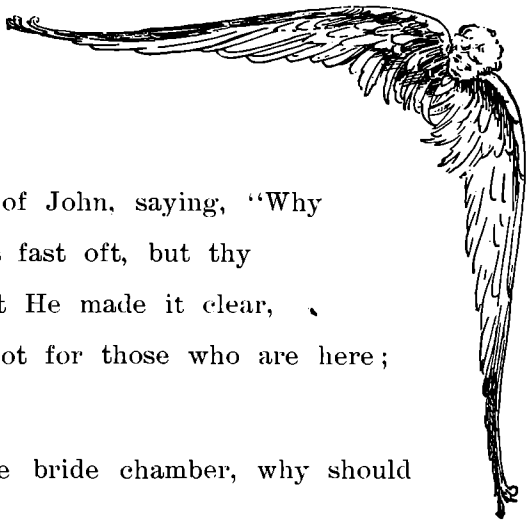 of John, saying, “Why
fast oft, but thy
He made it clear,
for those who are here;
bride chamber, why should